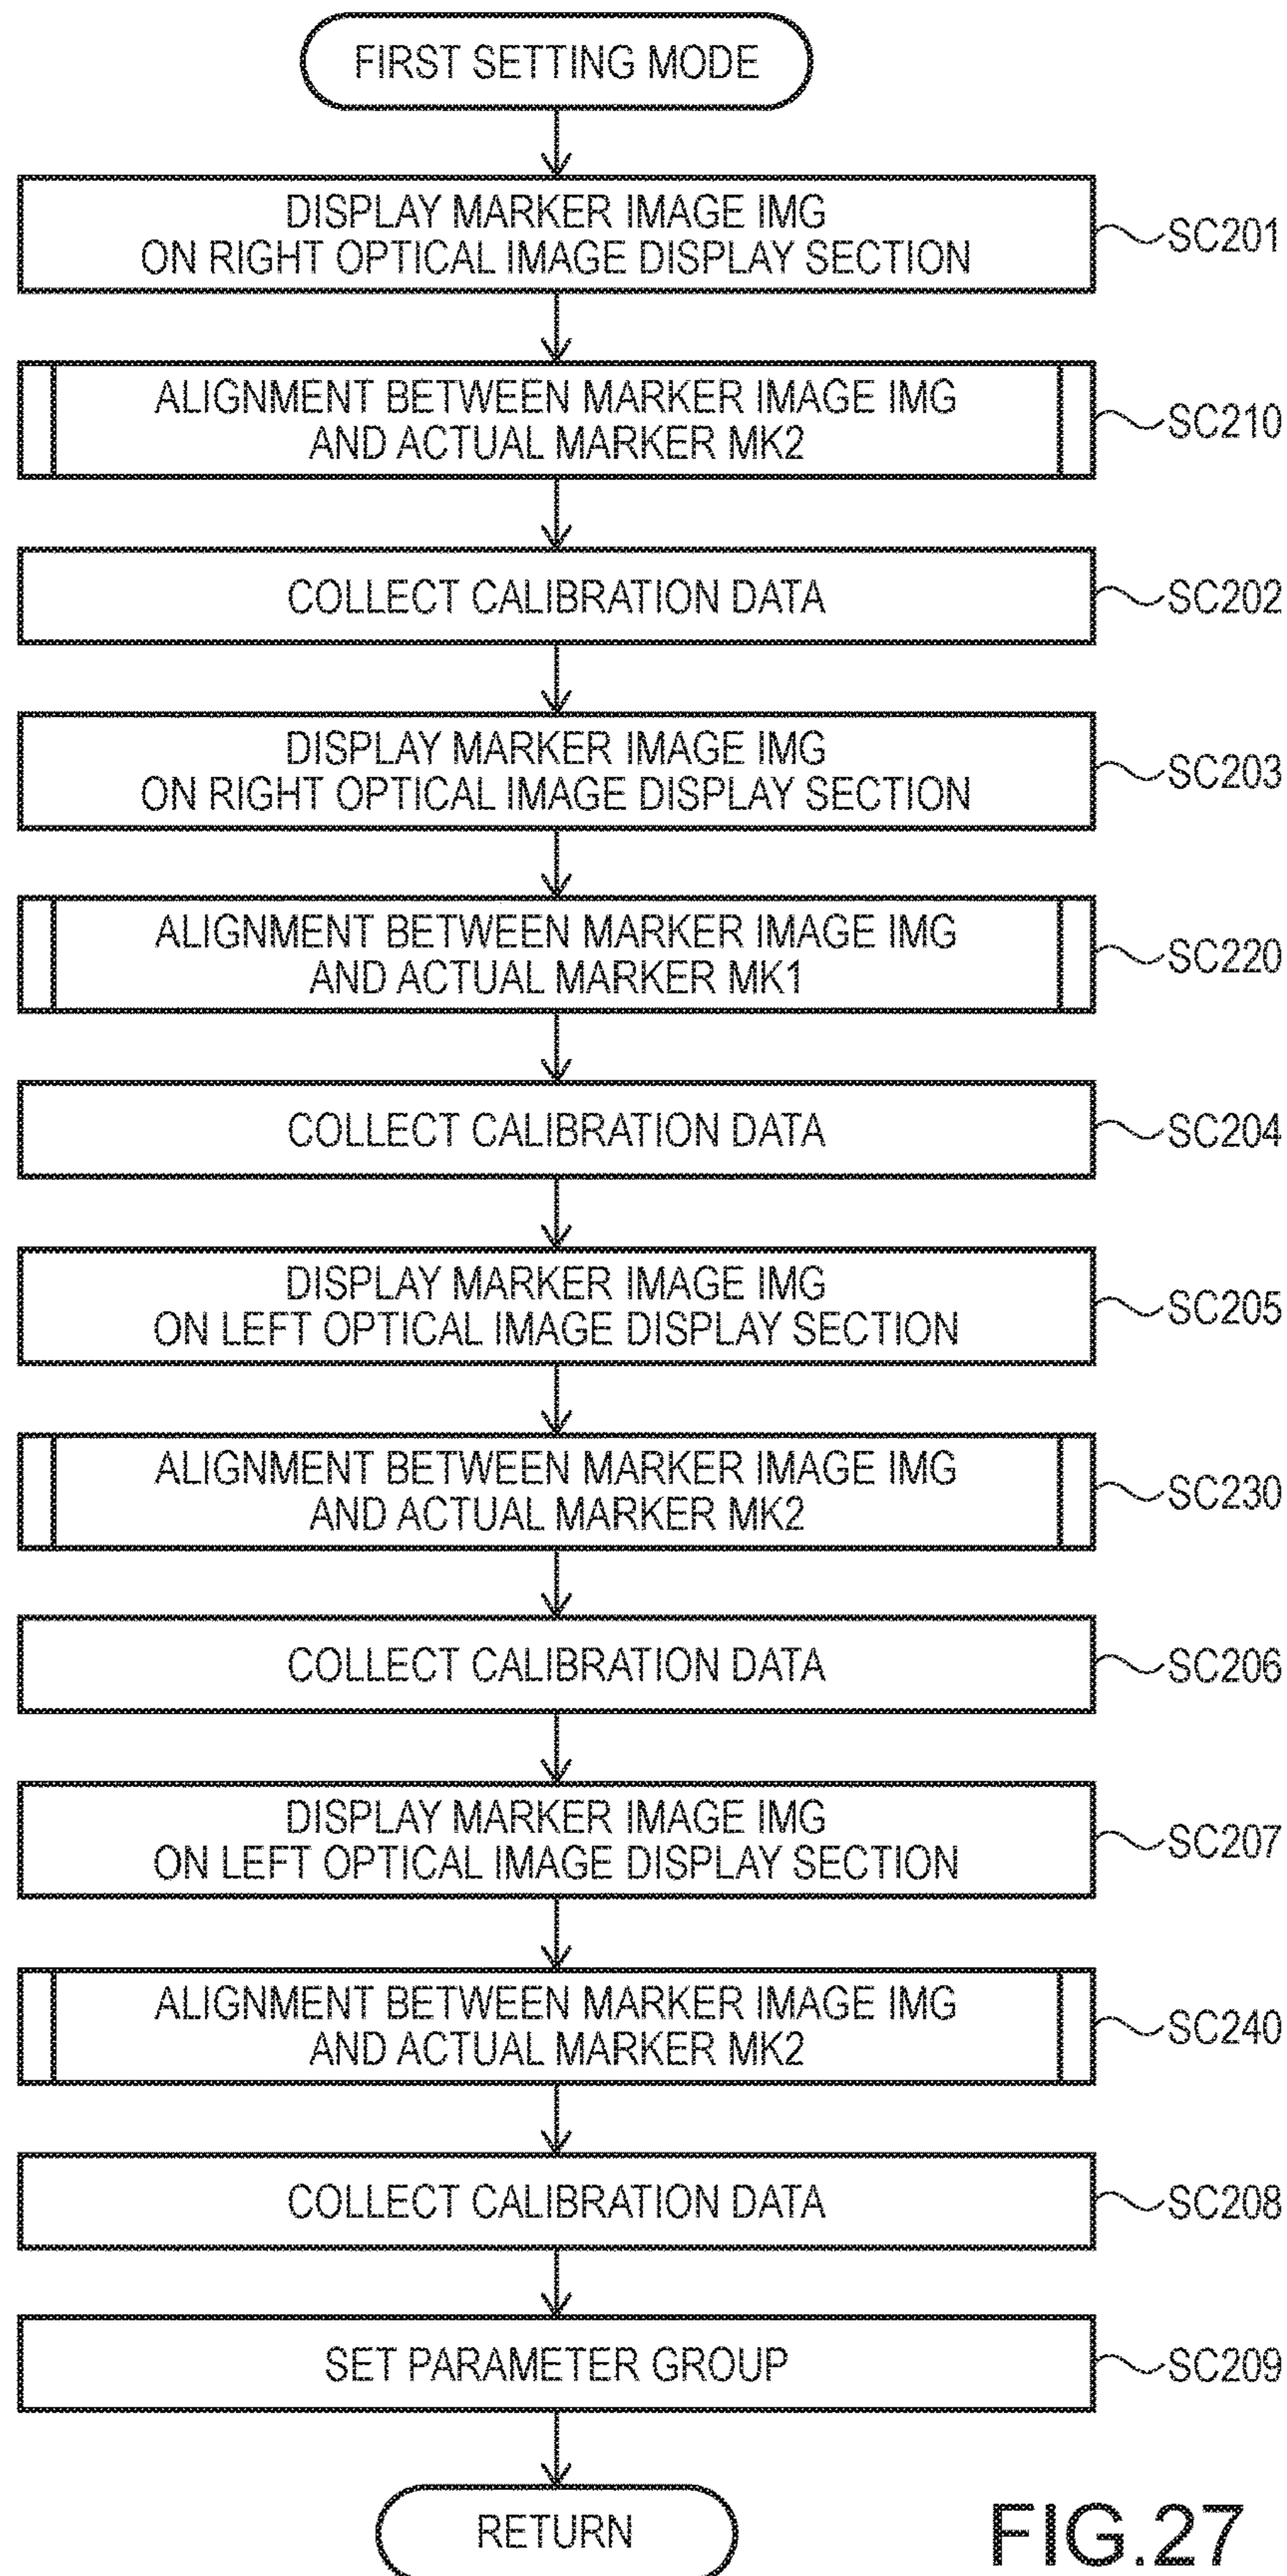 FIRST SETTING MODE
DISPLAY MARKER IMAGE IMG
ON RIGHT OPTICAL IMAGE DISPLAY SECTION
SC201
ALIGNMENT BETWEEN MARKER IMAGE IMG
AND ACTUAL MARKER MK2
SC210
COLLECT CALIBRATION DATA
SC202
DISPLAY MARKER IMAGE IMG
ON RIGHT OPTICAL IMAGE DISPLAY SECTION
SC203
ALIGNMENT BETWEEN MARKER IMAGE IMG
AND ACTUAL MARKER MK1
SC220
COLLECT CALIBRATION DATA
SC204
DISPLAY MARKER IMAGE IMG
ON LEFT OPTICAL IMAGE DISPLAY SECTION
SC205
ALIGNMENT BETWEEN MARKER IMAGE IMG
AND ACTUAL MARKER MK2
SC230
COLLECT CALIBRATION DATA
SC206
DISPLAY MARKER IMAGE IMG
ON LEFT OPTICAL IMAGE DISPLAY SECTION
SC207
ALIGNMENT BETWEEN MARKER IMAGE IMG
AND ACTUAL MARKER MK2
SC240
COLLECT CALIBRATION DATA
SC208
SET PARAMETER GROUP
SC209
RETURN
FIG.27